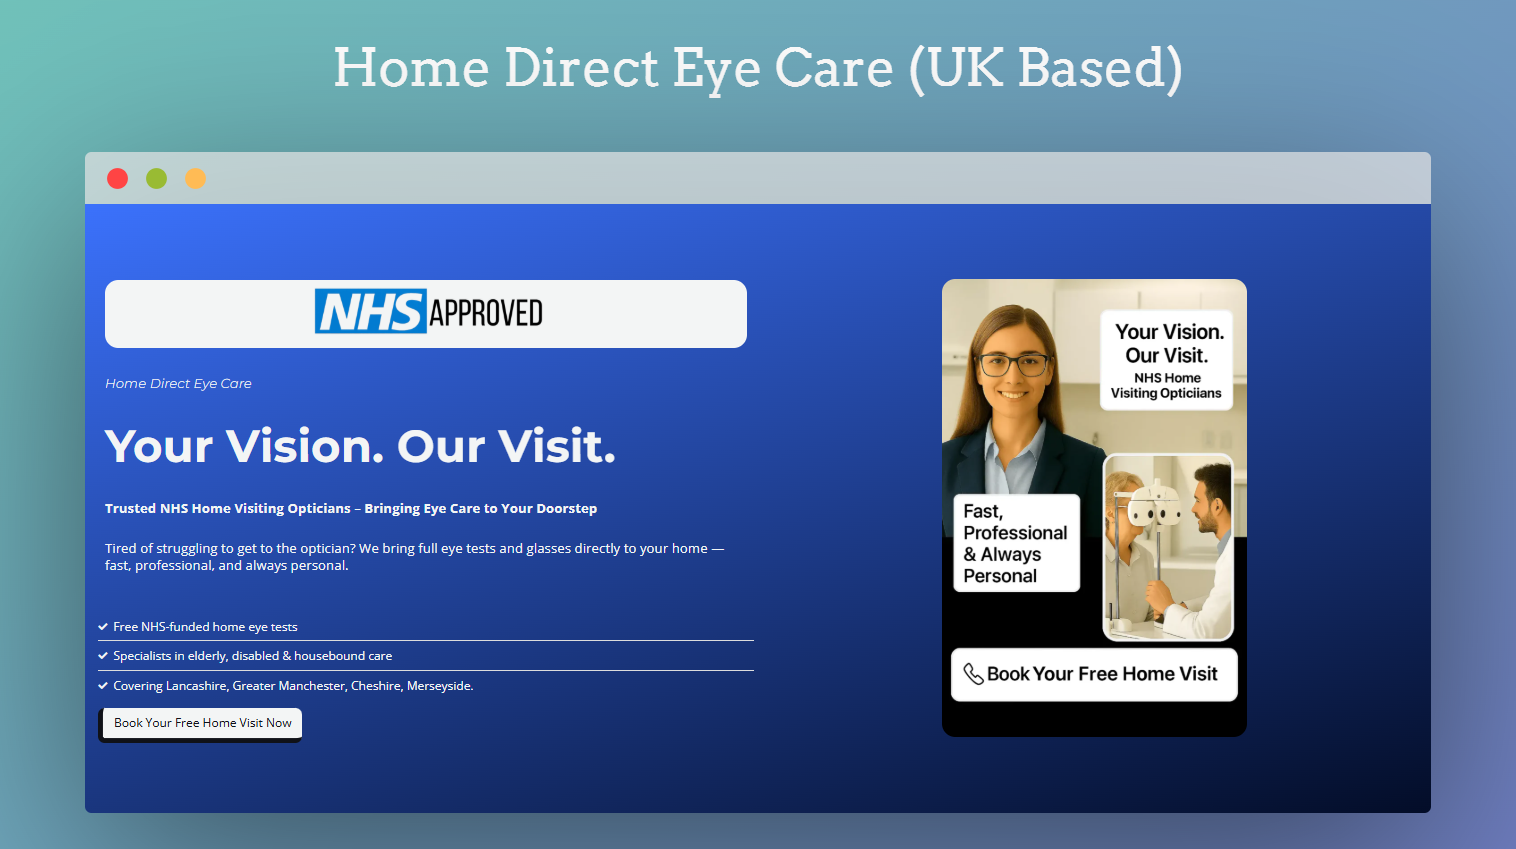 Home Direct Eye Care (UK Based)
NHS APPROVED
Home Direct Eye Care
Your Vision. Our Visit.
Trusted NHS Home Visiting Opticians – Bringing Eye Care to Your Doorstep
Tired of struggling to get to the optician? We bring full eye tests and glasses directly to your home —
fast, professional, and always personal.
Free NHS-funded home eye tests
Specialists in elderly, disabled & housebound care
Covering Lancashire, Greater Manchester, Cheshire, Merseyside.
Book Your Free Home Visit Now
Your Vision.
Our Visit.
NHS Home
Visiting Opticiians
Fast,
Professional
& Always
Personal
Book Your Free Home Visit